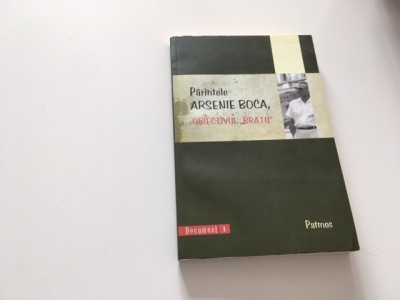 Părintele
ARSENIE BOCA,
OBIECTIVUL „BRATU”
Document 1
Patmos